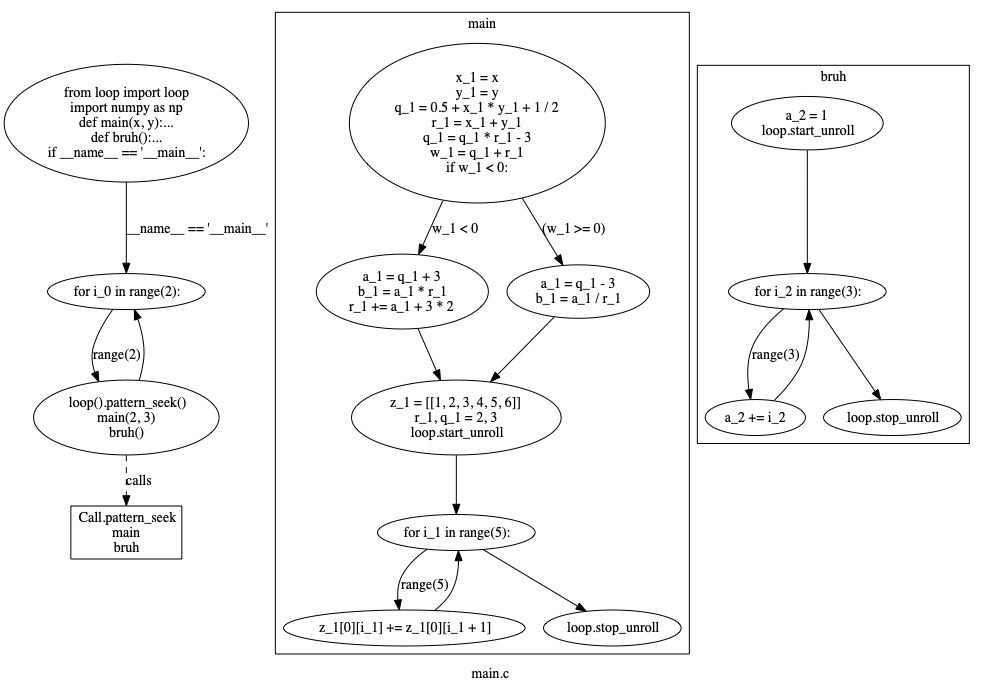 from loop import loop
import numpy as np
def main(x, y):...
def bruh():...
if __name__ == '__main__':
__name__ == '__main__'
for i_0 in range(2):
range(2)
loop().pattern_seek()
main(2, 3)
bruh()
calls
Call.pattern_seek
main
bruh
main
x_1 = x
y_1 = y
q_1 = 0.5 + x_1 * y_1 + 1 / 2
r_1 = x_1 + y_1
q_1 = q_1 * r_1 - 3
w_1 = q_1 + r_1
if w_1 < 0:
w_1 < 0
(w_1 >= 0)
a_1 = q_1 + 3
b_1 = a_1 * r_1
r_1 += a_1 + 3 * 2
a_1 = q_1 - 3
b_1 = a_1 / r_1
z_1 = [[1, 2, 3, 4, 5, 6]]
r_1, q_1 = 2, 3
loop.start_unroll
for i_1 in range(5):
range(5)
z_1[0][i_1] += z_1[0][i_1 + 1]
loop.stop_unroll
bruh
a_2 = 1
loop.start_unroll
for i_2 in range(3):
range(3)
a_2 += i_2
loop.stop_unroll
main.c